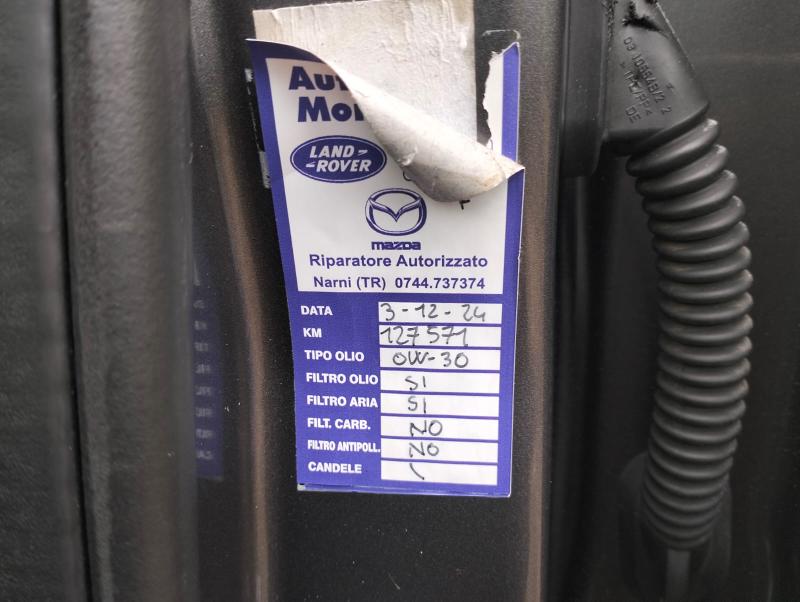 LAND-
ROVER
mazda
Riparatore Autorizzato
Narni (TR) 0744.737374
DATA 3-12-24
KM 127571
TIPO OLIO 0W-30
FILTRO OLIO SI
FILTRO ARIA SI
FILT. CARB. NO
FILTRO ANTIPOLL. NO
CANDELE